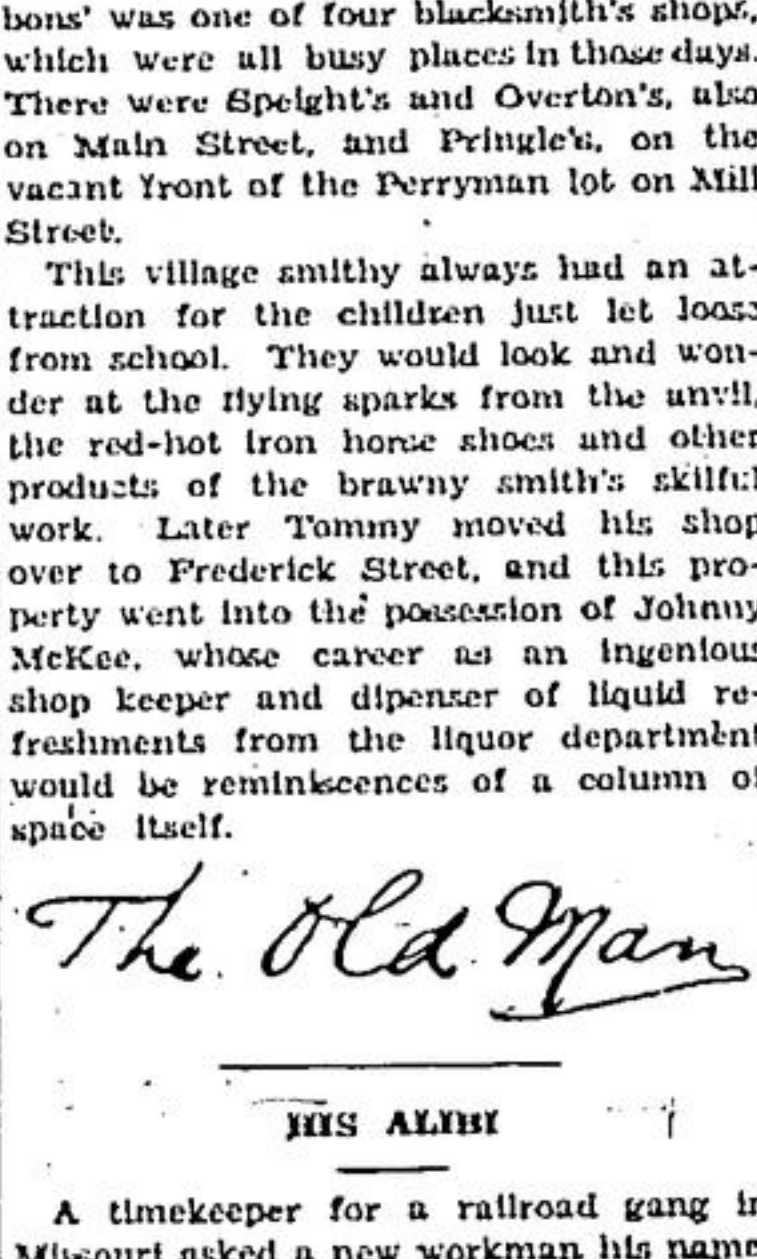 bons' was one of four blacksmith's shops,
which were all busy places in those days.
There were Speight's and Overton's, also
on Main Street, and Pringle's, on the
vacant front of the Perryman lot on Mill
Street.
This village smithy always had an at-
traction for the children just let loose
from school. They would look and won-
der at the flying sparks from the anvil,
the red-hot iron horse shoes and other
products of the brawny smith's skilful
work. Later Tommy moved his shop
over to Frederick Street, and this pro-
perty went into the possession of Johnny
McKee, whose career as an ingenious
shop keeper and dipenser of liquid re-
freshments from the liquor department
would be reminkscences of a column of
space itself.
The Old Man
HIS ALIBI
A timekeeper for a railroad gang in
Missouri asked a new workman his name